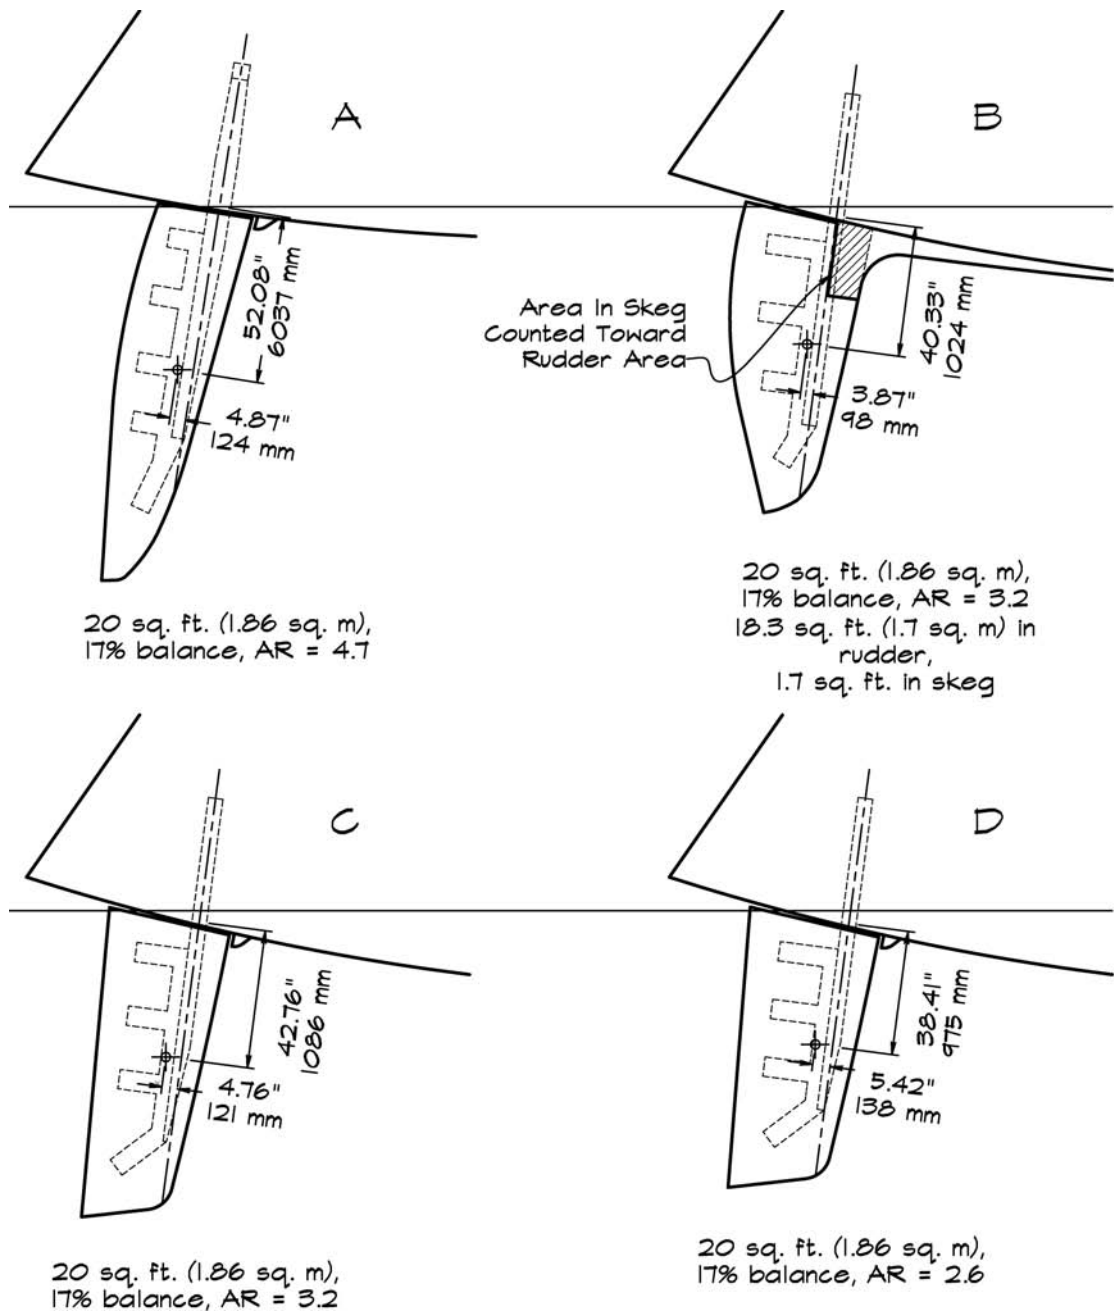 A
52.08"
6037 mm
4.87"
124 mm
20 sq. ft. (1.86 sq. m),
17% balance, AR = 4.7
B
Area In Skeg
Counted Toward
Rudder Area
40.33"
1024 mm
3.87"
98 mm
20 sq. ft. (1.86 sq. m),
17% balance, AR = 3.2
18.3 sq. ft. (1.7 sq. m) in
rudder,
1.7 sq. ft. in skeg
C
42.76"
1086 mm
4.76"
121 mm
20 sq. ft. (1.86 sq. m),
17% balance, AR = 3.2
D
38.41"
975 mm
5.42"
138 mm
20 sq. ft. (1.86 sq. m),
17% balance, AR = 2.6